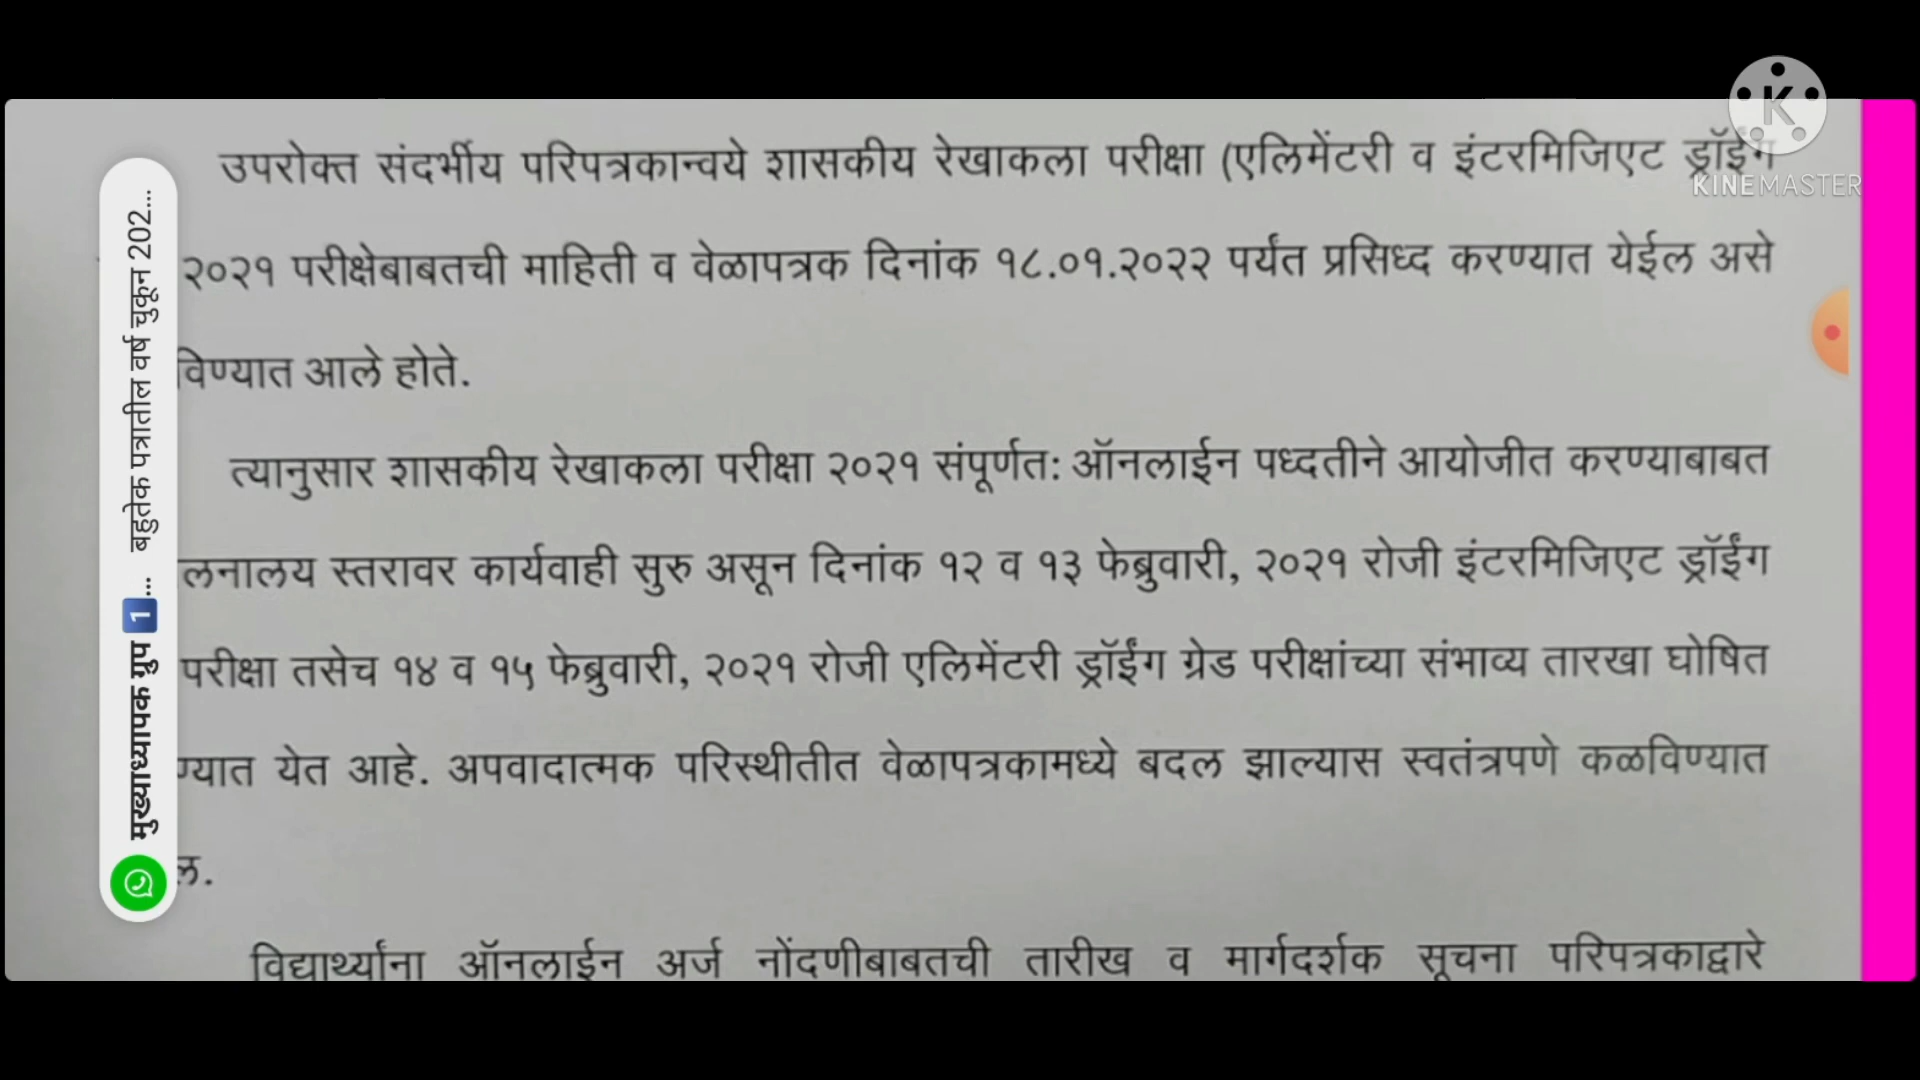 उपरोक्त संदर्भीय परिपत्रकान्वये शासकीय रेखाकला परीक्षा (एलिमेंटरी व इंटरमिजिएट ड्रॉईंग
२०२१ परीक्षेबाबतची माहिती व वेळापत्रक दिनांक १८.०१.२०२२ पर्यंत प्रसिध्द करण्यात येईल असे
विण्यात आले होते.
त्यानुसार शासकीय रेखाकला परीक्षा २०२१ संपूर्णत: ऑनलाईन पध्दतीने आयोजीत करण्याबाबत
लनालय स्तरावर कार्यवाही सुरु असून दिनांक १२ व १३ फेब्रुवारी, २०२१ रोजी इंटरमिजिएट ड्रॉईंग
परीक्षा तसेच १४ व १५ फेब्रुवारी, २०२१ रोजी एलिमेंटरी ड्रॉईंग ग्रेड परीक्षांच्या संभाव्य तारखा घोषित
ण्यात येत आहे. अपवादात्मक परिस्थीतीत वेळापत्रकामध्ये बदल झाल्यास स्वतंत्रपणे कळविण्यात
ल.
विद्यार्थ्यांना ऑनलाईन अर्ज नोंदणीबाबतची तारीख व मार्गदर्शक सूचना परिपत्रकाद्वारे
मुख्याध्यापक ग्रुप 1... बहुतेक पत्रातील वर्ष चुकून 202...
K
KINEMASTER